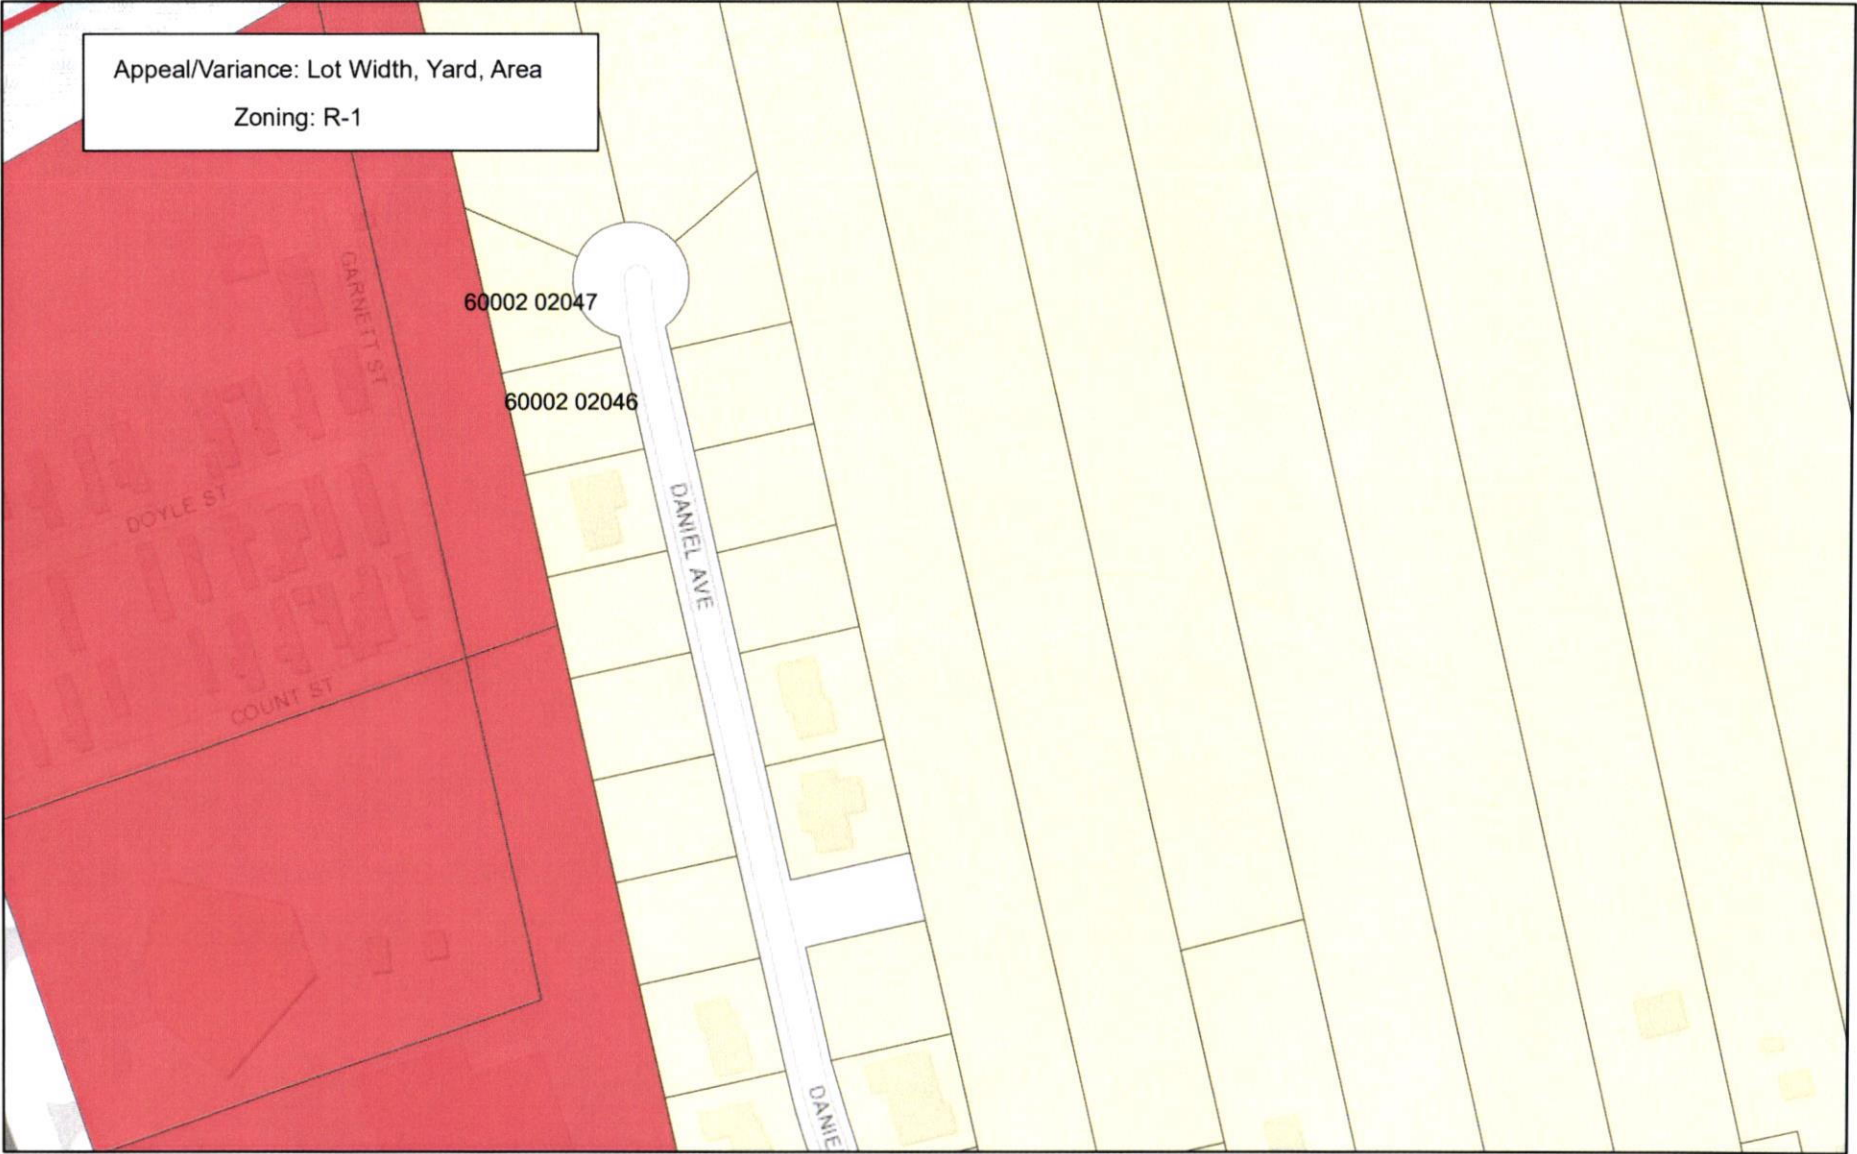 Appeal/Variance: Lot Width, Yard, Area
Zoning: R-1
GARNETT ST
60002 02047
60002 02046
DOYLE ST
DANIEL AVE
COUNT ST
DANIE